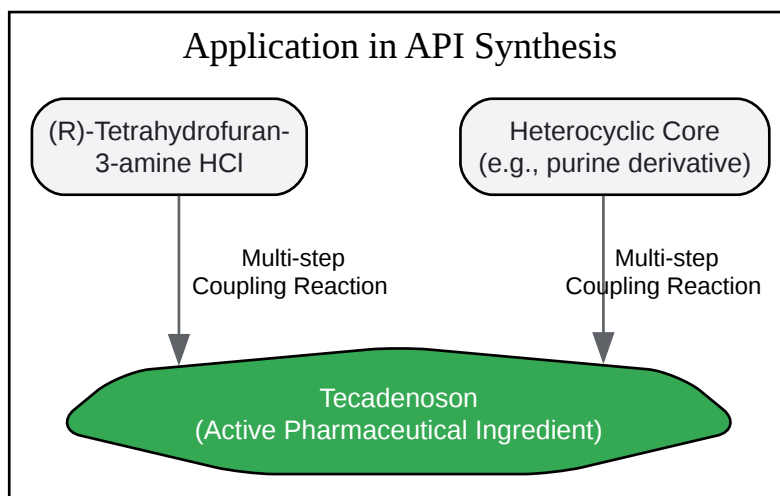 Application in API Synthesis
(R)-Tetrahydrofuran-
3-amine HCl
Heterocyclic Core
(e.g., purine derivative)
Multi-step
Coupling Reaction
Multi-step
Coupling Reaction
Tecadenoson
(Active Pharmaceutical Ingredient)